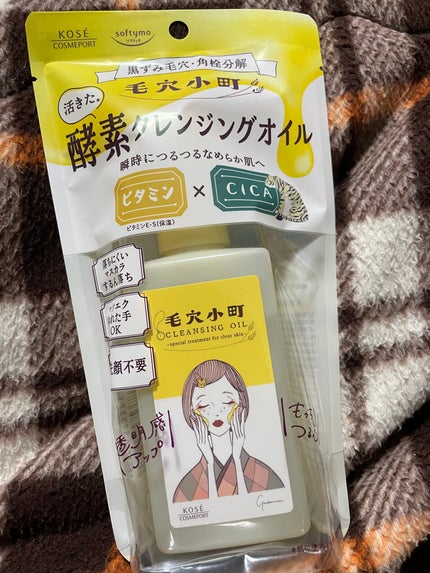 KOSÉ
COSMEPORT
softymo
ソフティモ
黒ずみ毛穴・角栓分解
毛穴小町
活きた。
酵素クレンジングオイル
瞬時につるつるなめらか肌へ
ビタミン × CICA
ビタミンE・S(保湿)
落ちにくい
マスカラ
すもん落ち
れた手
OK
洗顔不要
毛穴小町
CLEANSING OIL
~special treatment for clear skin~
透明感
アップ
KOSÉ
COSMEPORT